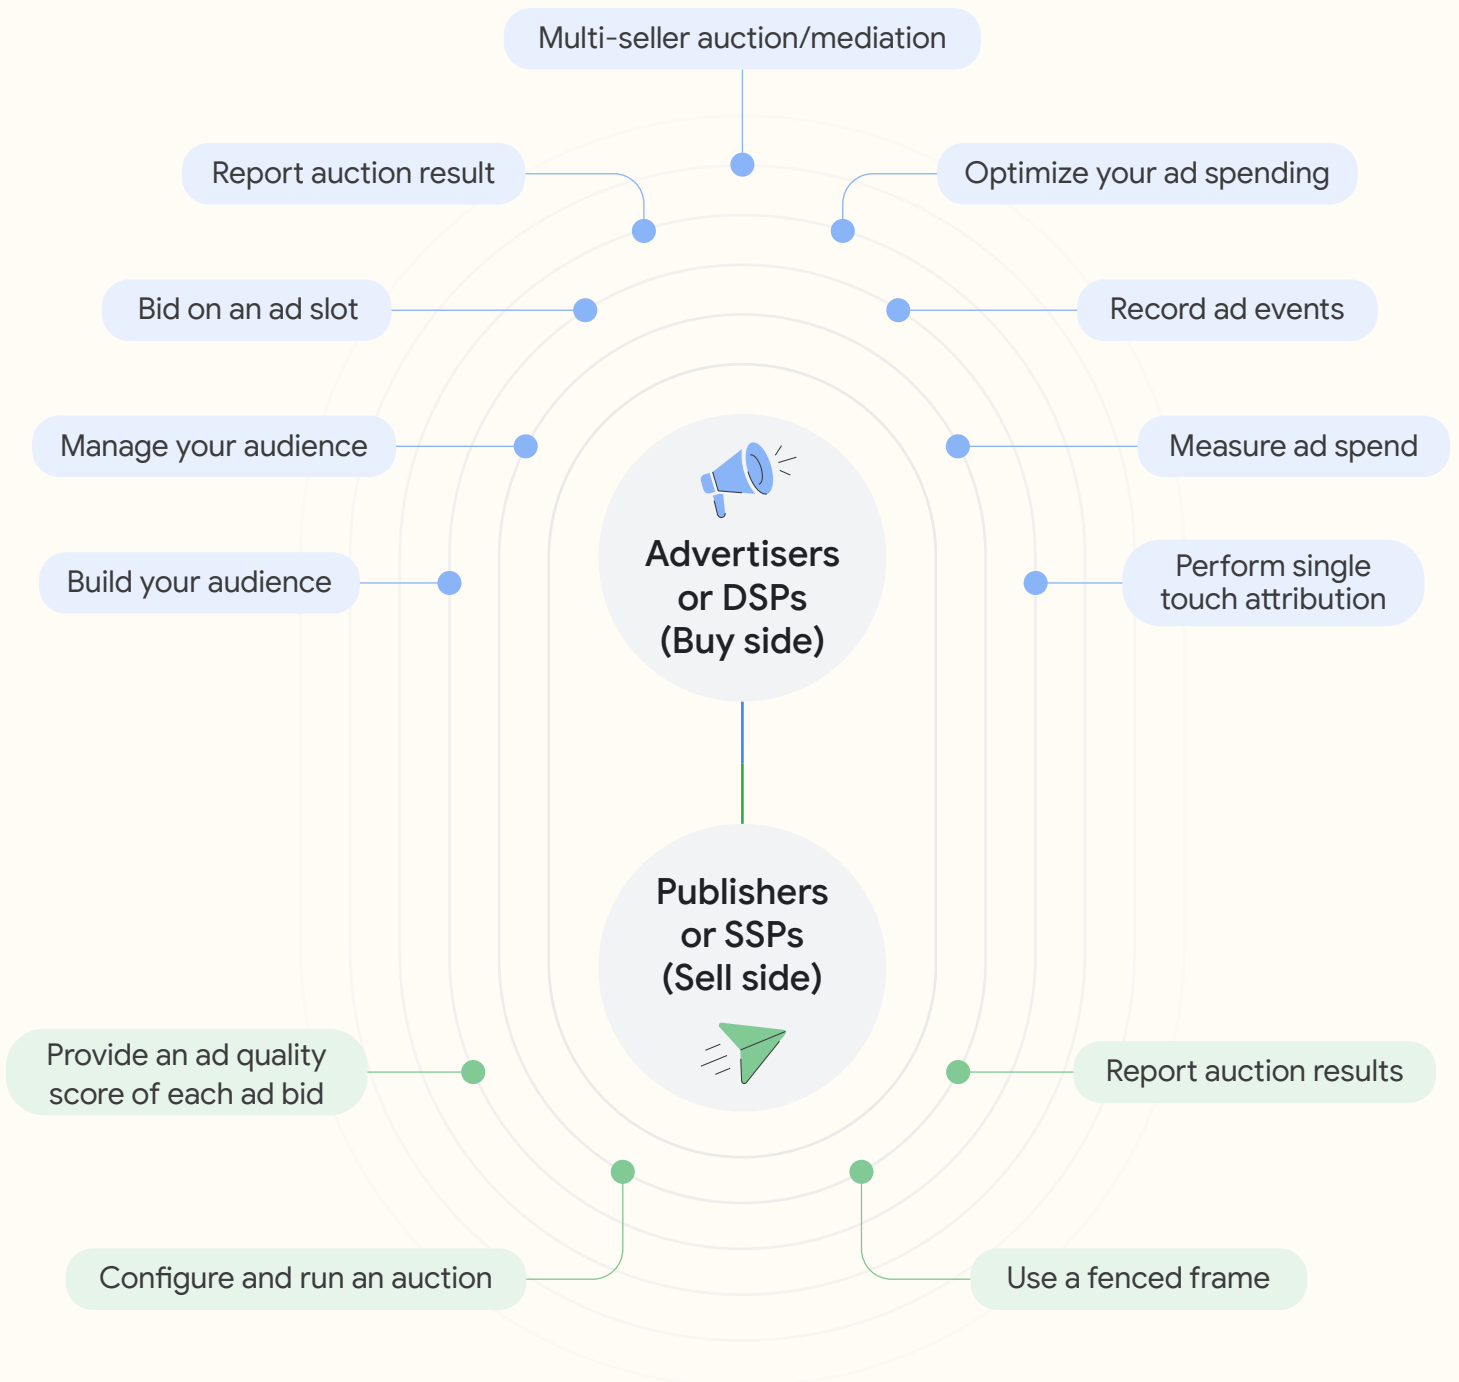 Multi-seller auction/mediation
Report auction result
Optimize your ad spending
Bid on an ad slot
Record ad events
Manage your audience
Measure ad spend
Build your audience
Perform single
touch attribution
Advertisers
or DSPs
(Buy side)
Publishers
or SSPs
(Sell side)
Provide an ad quality
score of each ad bid
Report auction results
Configure and run an auction
Use a fenced frame